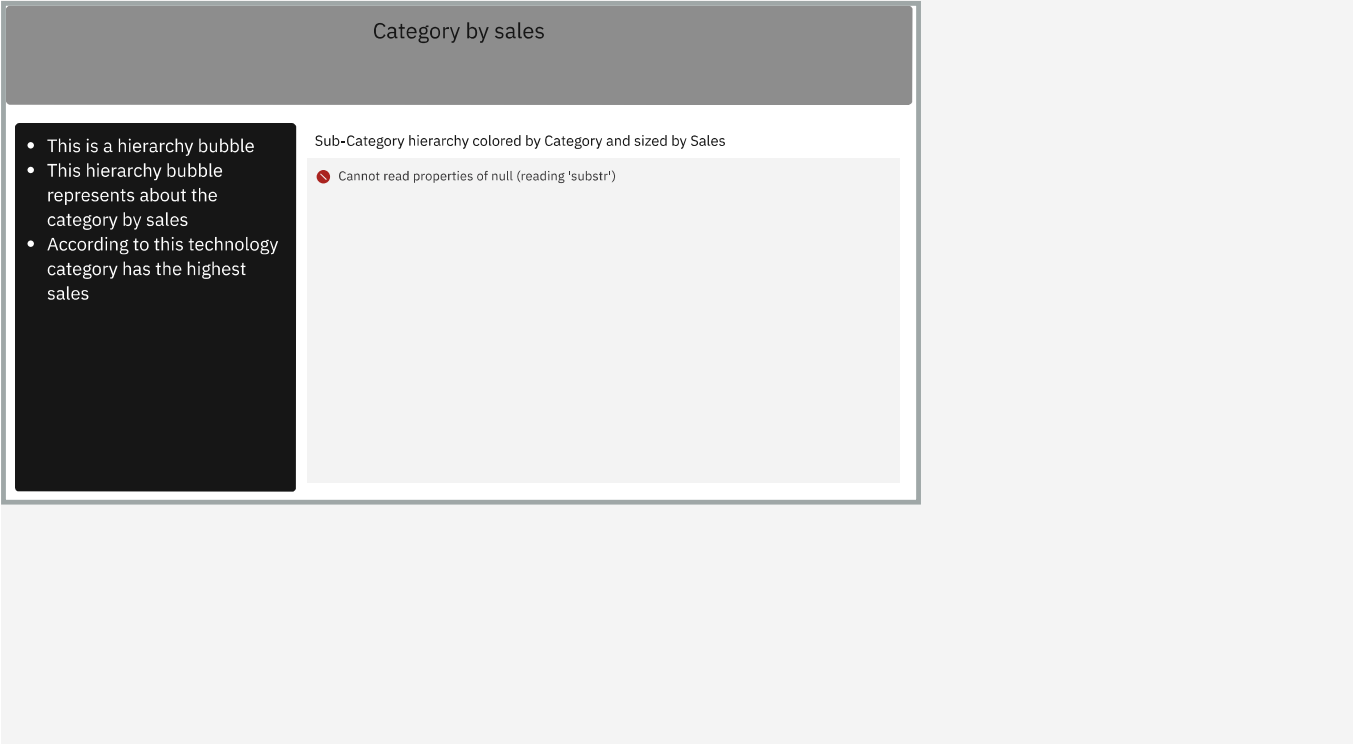 Category by sales
• This is a hierarchy bubble
• This hierarchy bubble
represents about the
category by sales
• According to this technology
category has the highest
sales
Sub-Category hierarchy colored by Category and sized by Sales
Cannot read properties of null (reading 'substr')